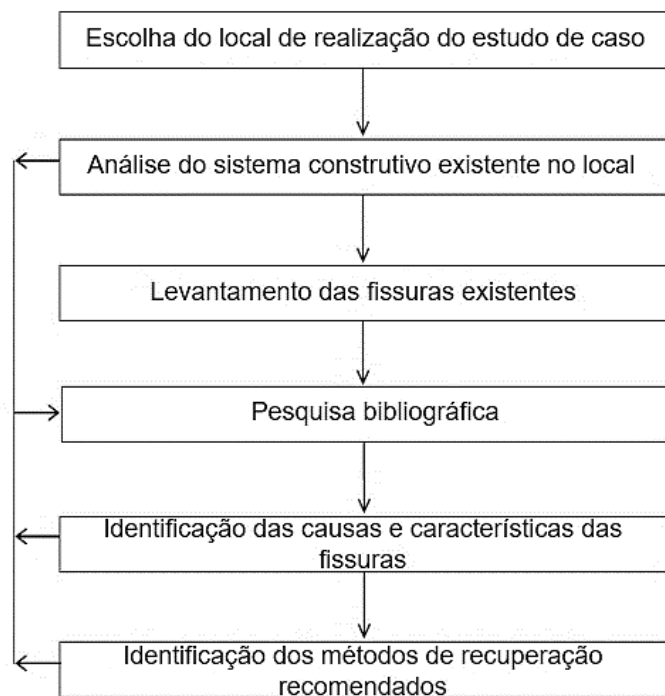 Escolha do local de realização do estudo de caso
Análise do sistema construtivo existente no local
Levantamento das fissuras existentes
Pesquisa bibliográfica
Identificação das causas e características das
fissuras
Identificação dos métodos de recuperação
recomendados